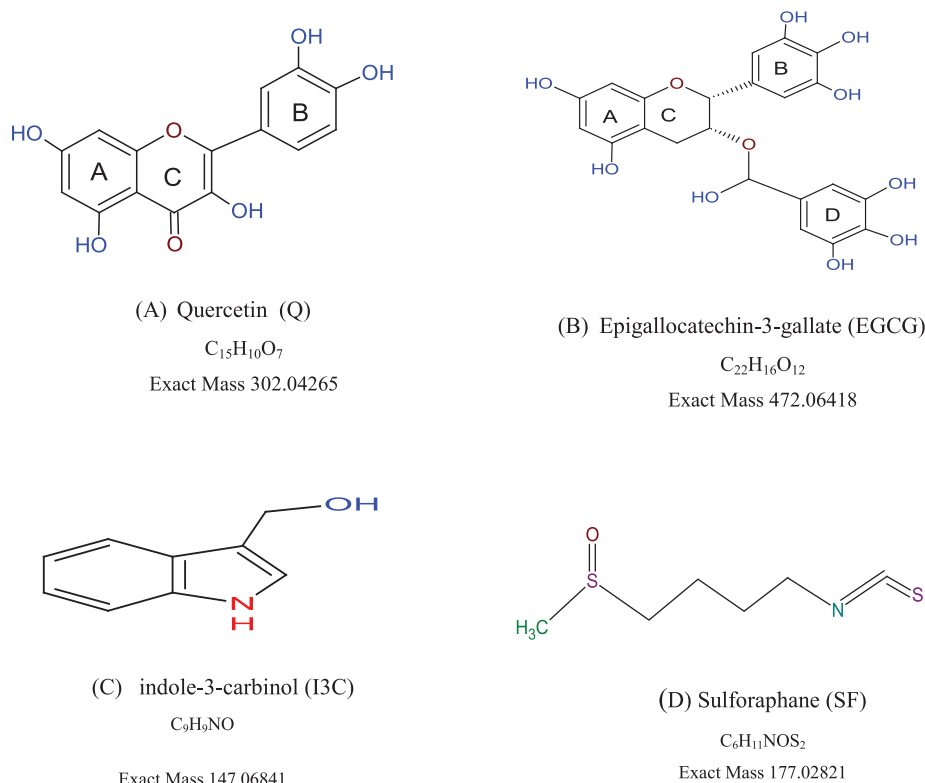 OH
OH
HO
O
B
A
C
OH
HO
O
(A) Quercetin (Q)
C₁₅H₁₀O₇
Exact Mass 302.04265
OH
OH
B
HO
O
A
C
OH
O
HO
HO
OH
D
OH
OH
(B) Epigallocatechin-3-gallate (EGCG)
C₂₂H₁₆O₁₂
Exact Mass 472.06418
OH
N
H
(C) indole-3-carbinol (I3C)
C₉H₉NO
Exact Mass 147.06841
O
S
N
S
H₃C
(D) Sulforaphane (SF)
C₆H₁₁NOS₂
Exact Mass 177.02821